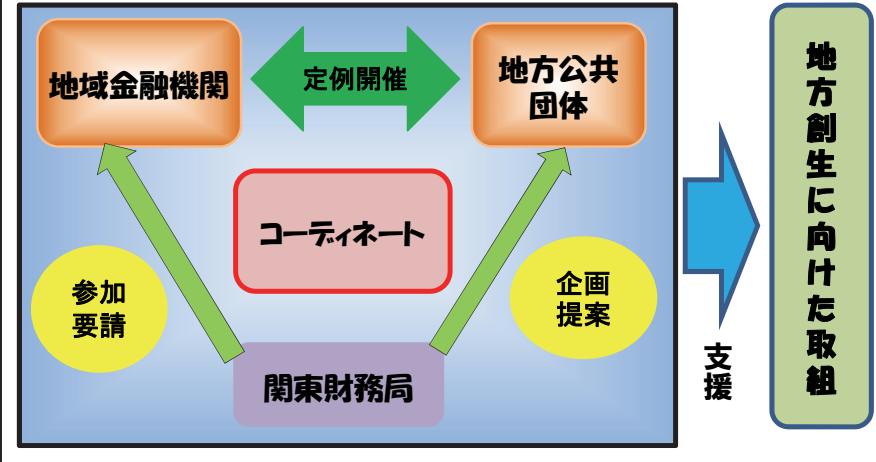 地域金融機関
定例開催
地方公共
団体
コーディネート
参加
要請
企画
提案
関東財務局
支援
地方創生に向けた取組